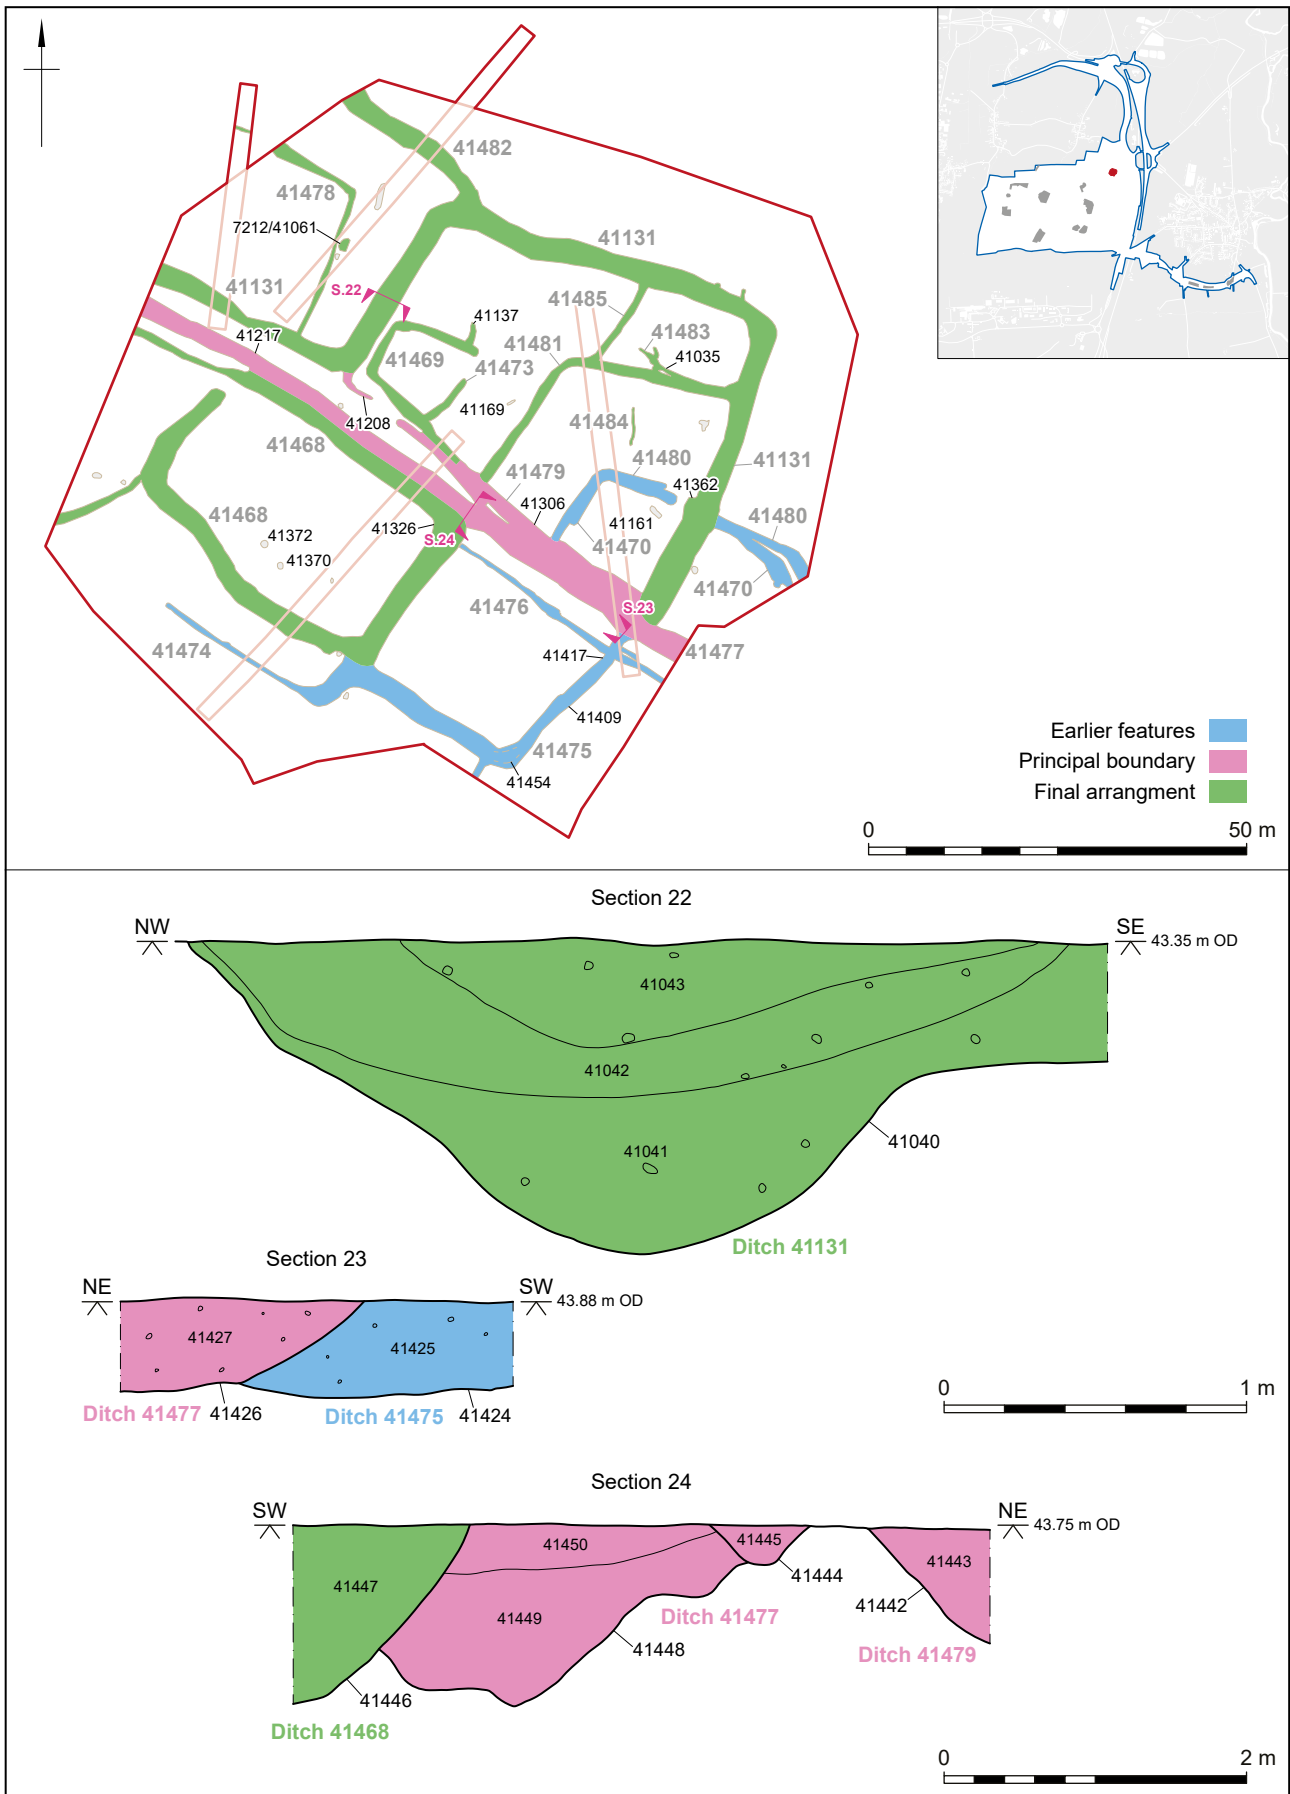 41482
41478
7212/41061
41131
41131
S.22
41485
41137
41483
41217
41481
41035
41469
41473
41169
41208
41484
41468
41480
41131
41479
41362
41306
41468
41326
41161
41480
41372
S.24
41470
41370
41470
41476
S.23
41474
41417
41477
41409
41475
41454
Earlier features
Principal boundary
Final arrangment
0 50 m
Section 22
NW SE
43.35 m OD
41043
41042
41041
41040
Ditch 41131
Section 23
NE SW
43.88 m OD
41427
41425
Ditch 41477 41426 Ditch 41475 41424
0 1 m
Section 24
SW NE
43.75 m OD
41450
41445
41443
41447
41444
41449
41442
Ditch 41477
41448
Ditch 41479
41446
Ditch 41468
0 2 m